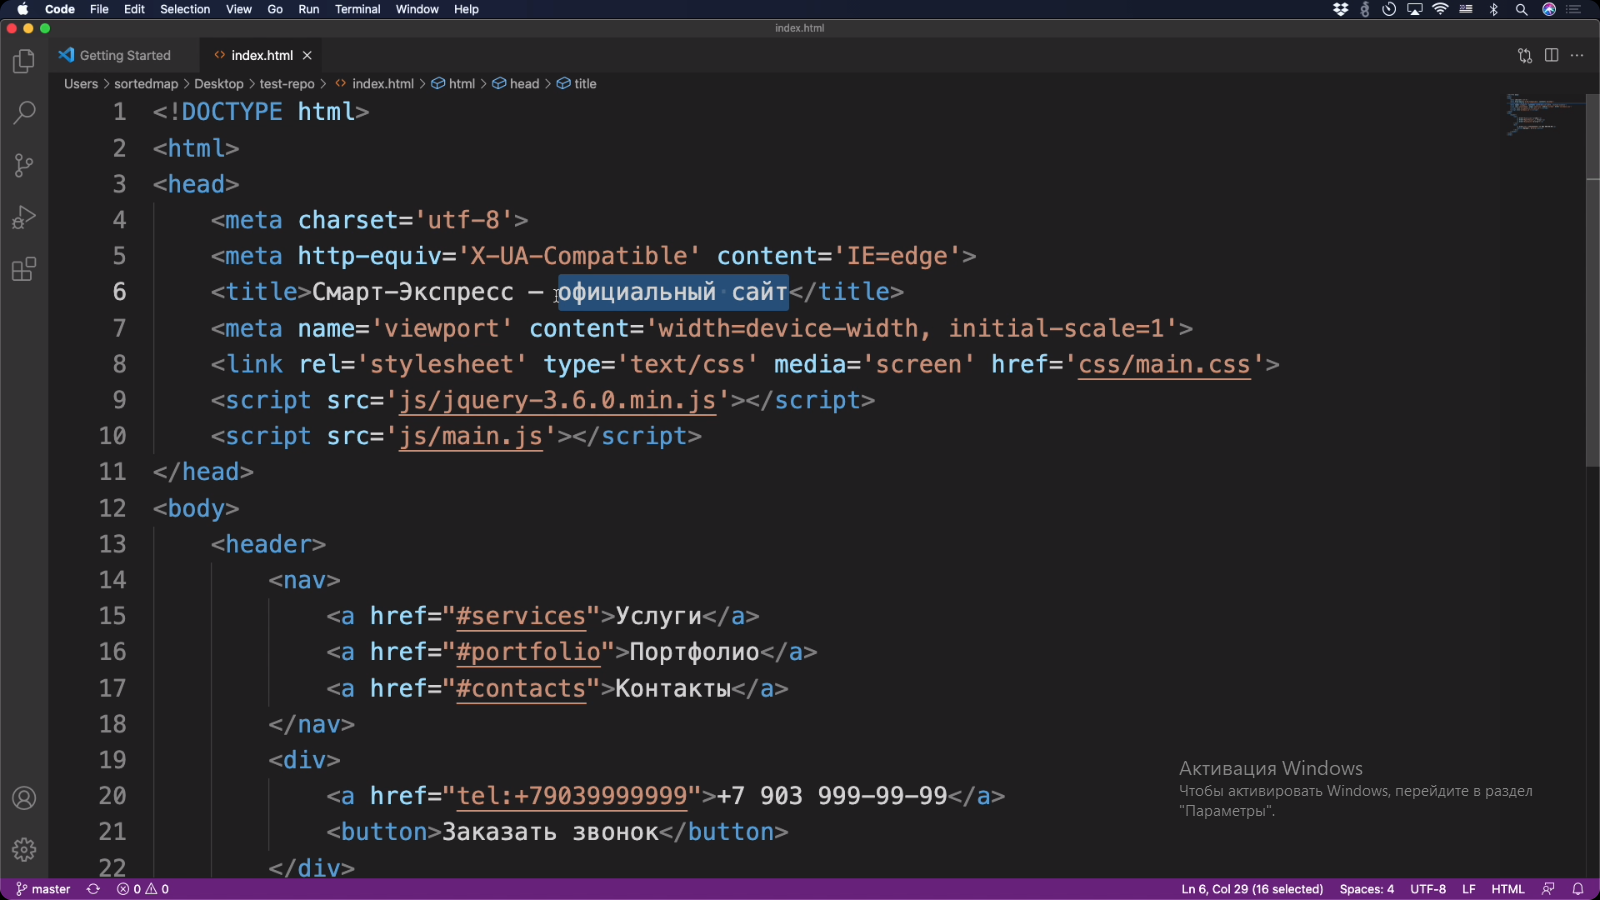 Code File Edit Selection View Go Run Terminal Window Help
index.html
Getting Started index.html
Users > sortedmap > Desktop > test-repo > index.html > html > head > title
1 <!DOCTYPE html>
2 <html>
3 <head>
4 <meta charset='utf-8'>
5 <meta http-equiv='X-UA-Compatible' content='IE=edge'>
6 <title>Смарт-Экспресс — официальный сайт</title>
7 <meta name='viewport' content='width=device-width, initial-scale=1'>
8 <link rel='stylesheet' type='text/css' media='screen' href='css/main.css'>
9 <script src='js/jquery-3.6.0.min.js'></script>
10 <script src='js/main.js'></script>
11 </head>
12 <body>
13 <header>
14 <nav>
15 <a href="#services">Услуги</a>
16 <a href="#portfolio">Портфолио</a>
17 <a href="#contacts">Контакты</a>
18 </nav>
19 <div>
20 <a href="tel:+79039999999">+7 903 999-99-99</a>
21 <button>Заказать звонок</button>
22 </div>
Активация Windows
Чтобы активировать Windows, перейдите в раздел
"Параметры".
master 0 0 Ln 6, Col 29 (16 selected) Spaces: 4 UTF-8 LF HTML